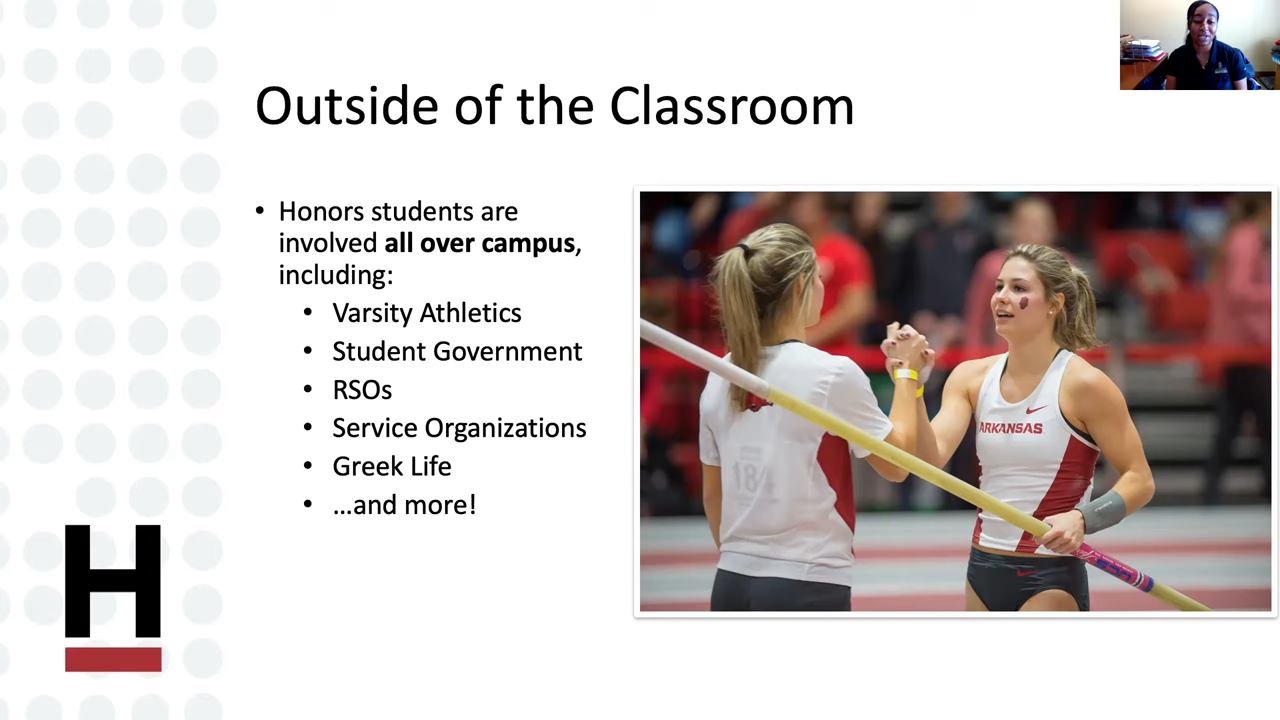 Outside of the Classroom
• Honors students are
involved all over campus,
including:
• Varsity Athletics
• Student Government
• RSOs
• Service Organizations
• Greek Life
• …and more!
H
ARKANSAS